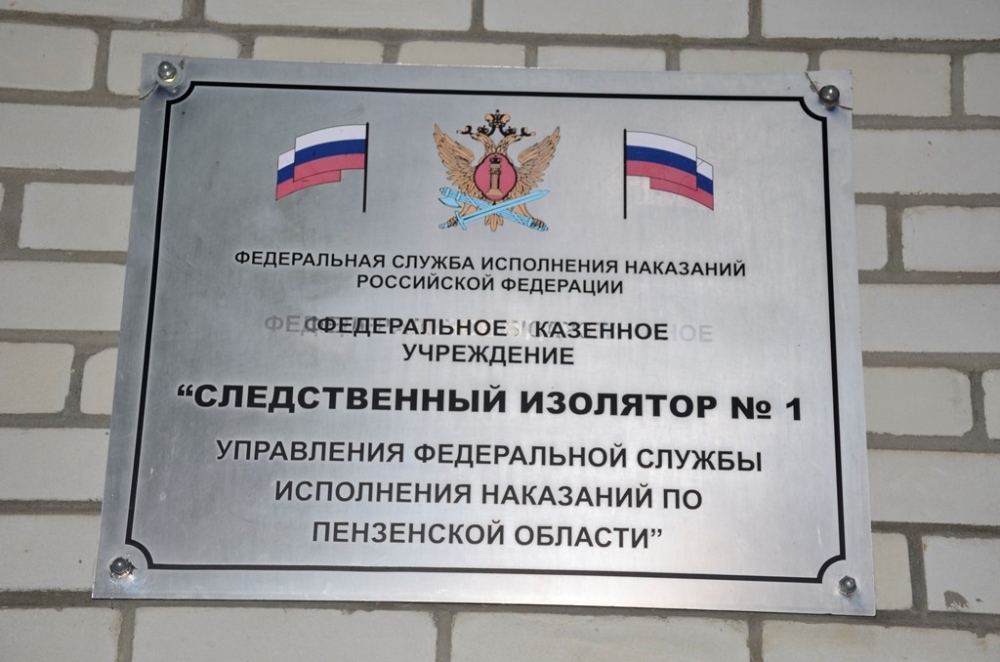 ФЕДЕРАЛЬНАЯ СЛУЖБА ИСПОЛНЕНИЯ НАКАЗАНИЙ
РОССИЙСКОЙ ФЕДЕРАЦИИ
ФЕДЕРАЛЬНОЕ КАЗЕННОЕ
УЧРЕЖДЕНИЕ
“СЛЕДСТВЕННЫЙ ИЗОЛЯТОР № 1
УПРАВЛЕНИЯ ФЕДЕРАЛЬНОЙ СЛУЖБЫ
ИСПОЛНЕНИЯ НАКАЗАНИЙ ПО
ПЕНЗЕНСКОЙ ОБЛАСТИ”